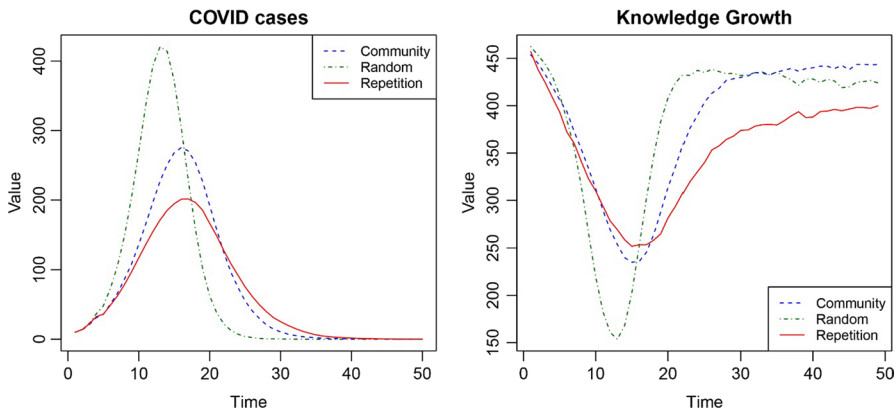 COVID cases
Value
400
300
200
100
0
Community
Random
Repetition
0 10 20 30 40 50
Time
Knowledge Growth
Value
450
400
350
300
250
200
150
Community
Random
Repetition
0 10 20 30 40 50
Time